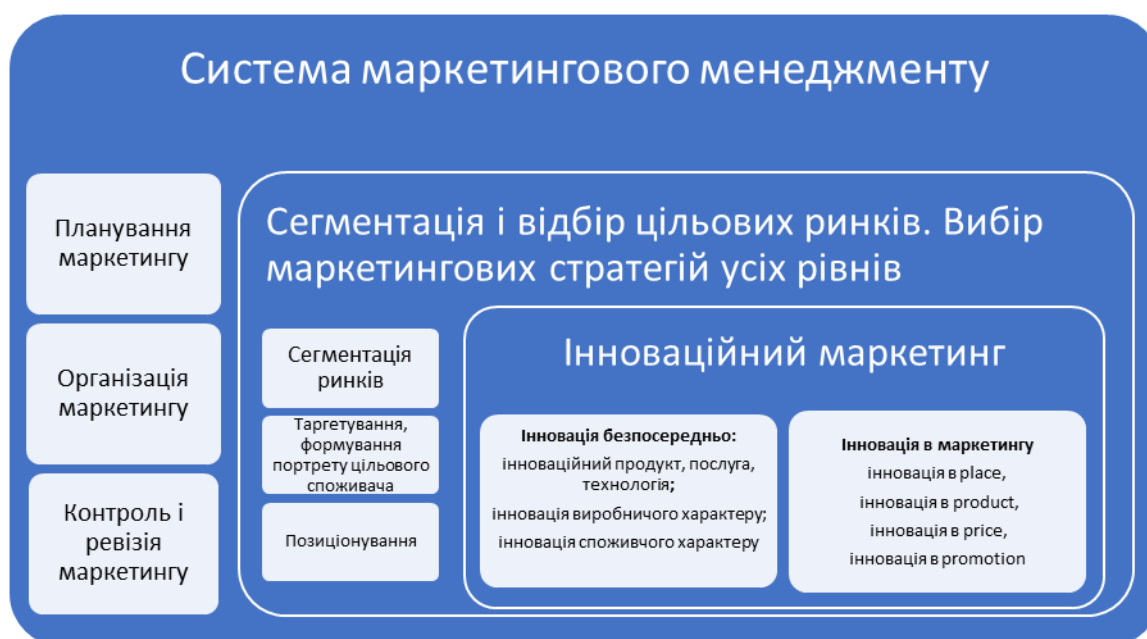 Система маркетингового менеджменту
Планування
маркетингу
Організація
маркетингу
Контроль і
ревізія
маркетингу
Сегментація і відбір цільових ринків. Вибір
маркетингових стратегій усіх рівнів
Сегментація
ринків
Таргетування,
формування
портрету цільового
споживача
Позиціонування
Інноваційний маркетинг
Інновація безпосередньо:
інноваційний продукт, послуга,
технологія;
інновація виробничого характеру;
інновація споживчого характеру
Інновація в маркетингу
інновація в place,
інновація в product,
інновація в price,
інновація в promotion